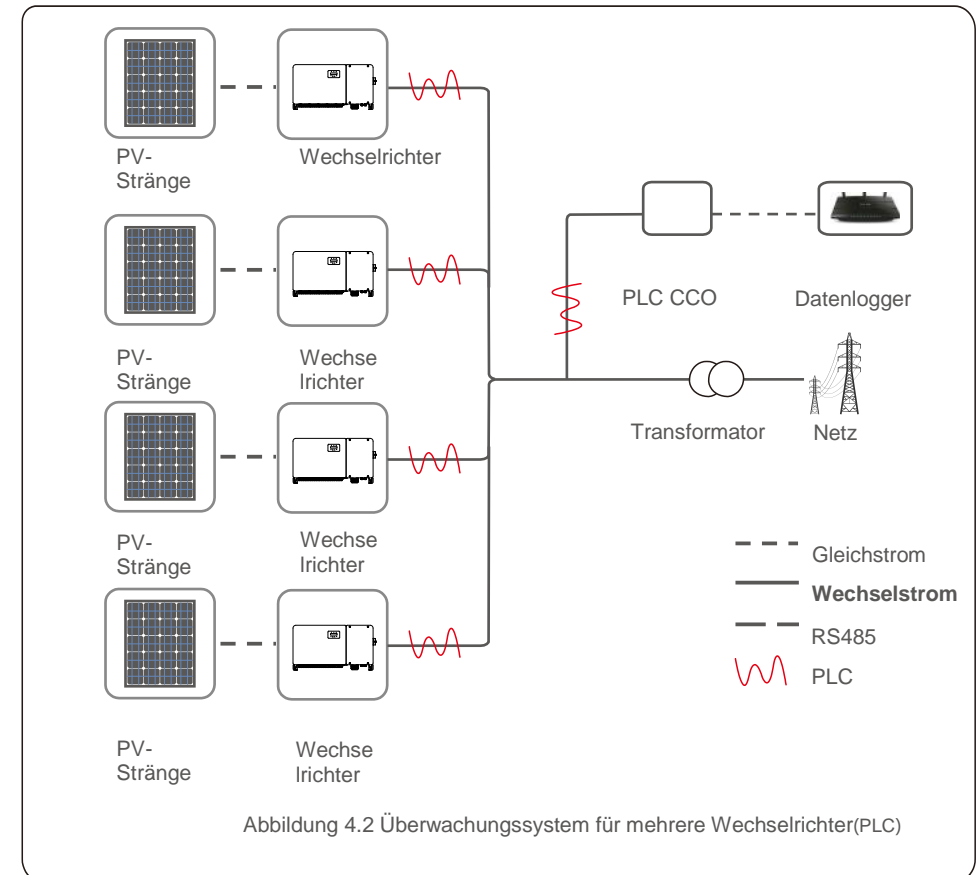 PV-
Stränge
Wechselrichter
PLC CCO
Datenlogger
PV-
Stränge
Wechse
lrichter
Transformator
Netz
PV-
Stränge
Wechse
lrichter
Gleichstrom
Wechselstrom
RS485
PLC
PV-
Stränge
Wechse
lrichter
Abbildung 4.2 Überwachungssystem für mehrere Wechselrichter(PLC)